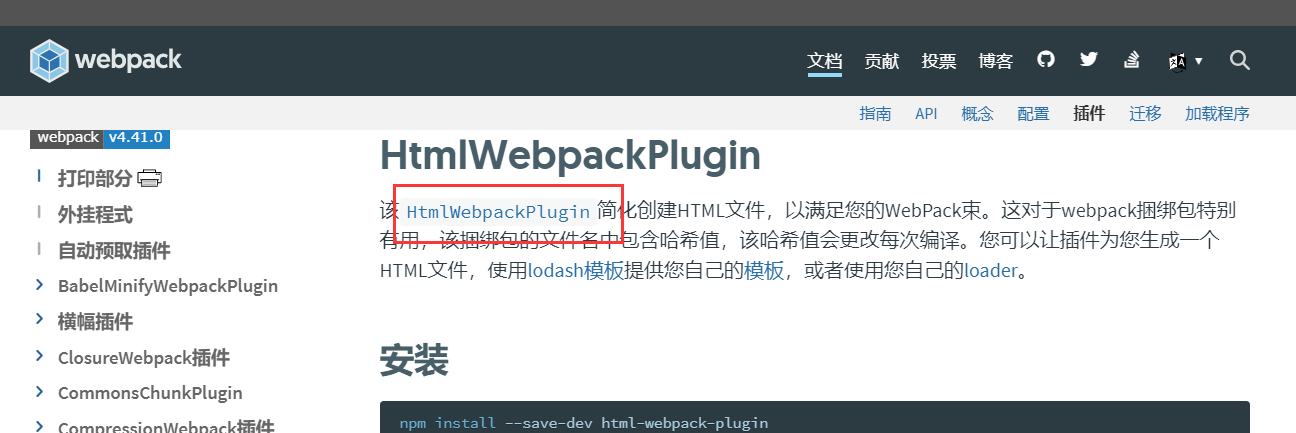 webpack
文档 贡献 投票 博客
指南 API 概念 配置 插件 迁移 加载程序
webpack v4.41.0
打印部分
外挂程式
自动预取插件
BabelMinifyWebpackPlugin
横幅插件
ClosureWebpack插件
CommonsChunkPlugin
CompressionWebpack插件
HtmlWebpackPlugin
该 HtmlWebpackPlugin 简化创建HTML文件，以满足您的WebPack束。这对于webpack捆绑包特别
有用，该捆绑包的文件名中包含哈希值，该哈希值会更改每次编译。您可以让插件为您生成一个
HTML文件，使用lodash模板提供您自己的模板，或者使用您自己的loader。
安装
npm install --save-dev html-webpack-plugin